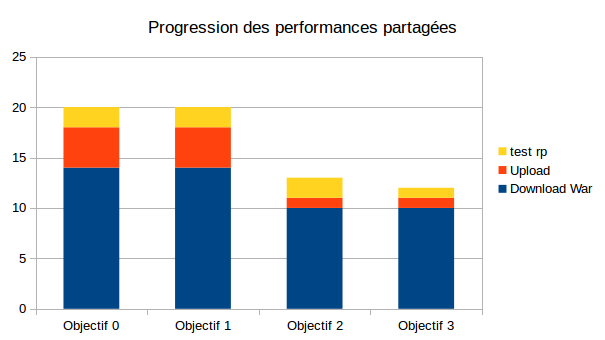 Progression des performances partagées
25
20
15
10
5
0
Objectif 0
Objectif 1
Objectif 2
Objectif 3
test rp
Upload
Download War